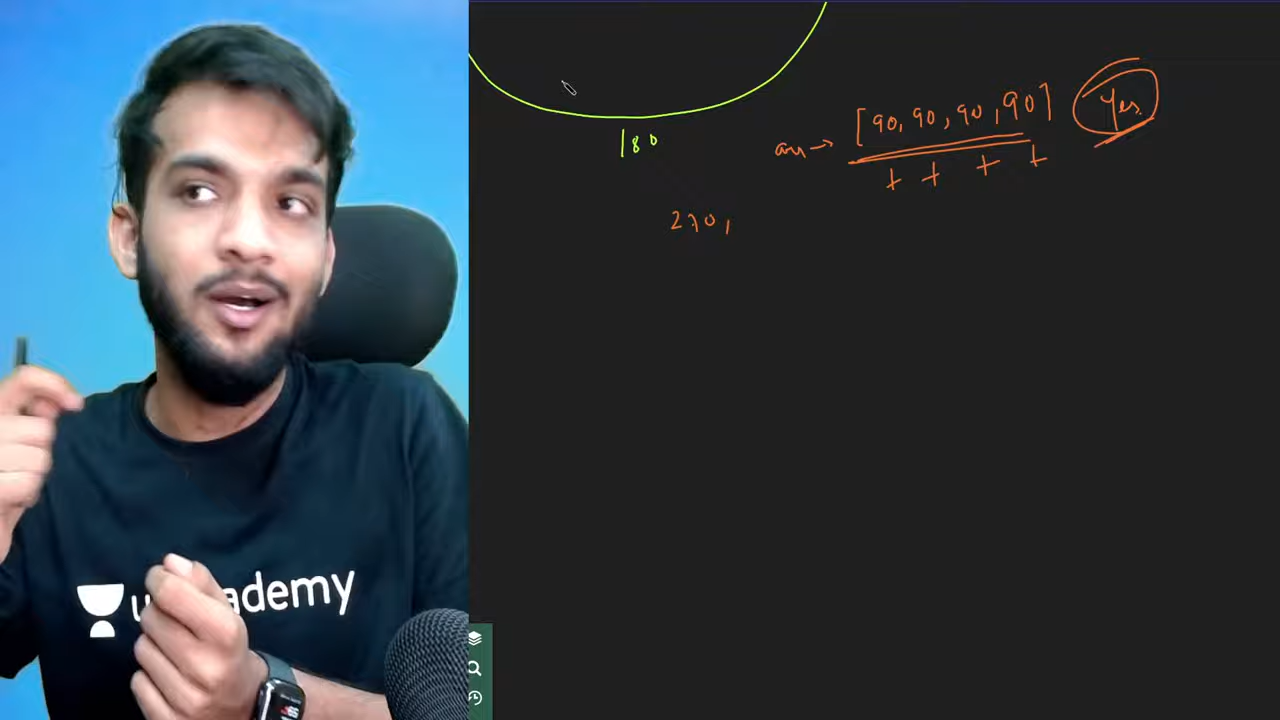 180
ans → [90, 90, 90, 90] Yes
+ + + +
270,
ademy